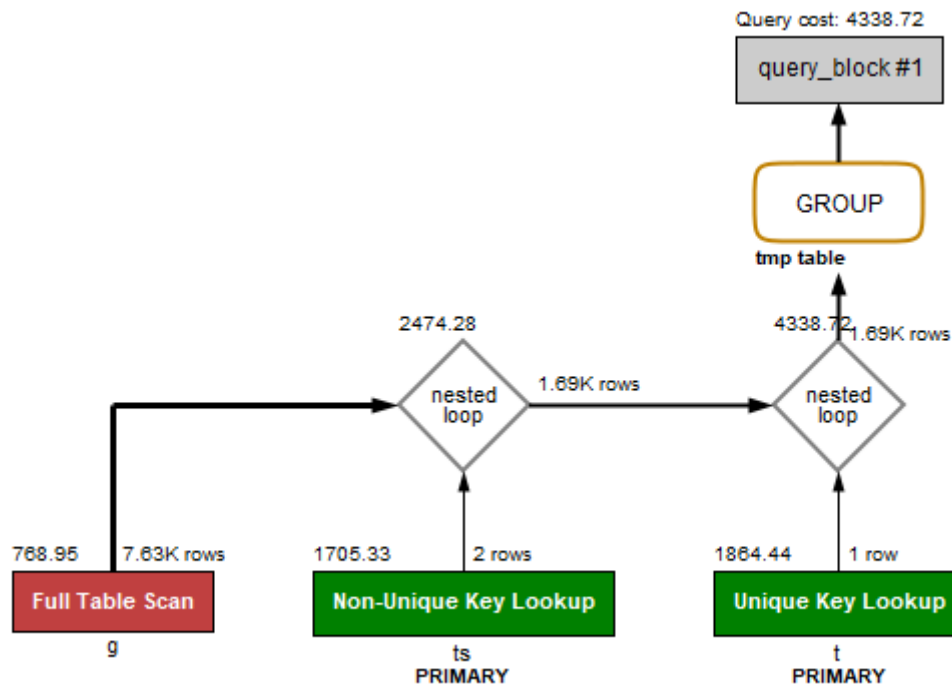 Query cost: 4338.72
query_block #1
GROUP
tmp table
2474.28
4338.72
1.69K rows
nested
loop
1.69K rows
nested
loop
768.95
7.63K rows
1705.33
2 rows
1864.44
1 row
Full Table Scan
Non-Unique Key Lookup
Unique Key Lookup
g
ts
t
PRIMARY
PRIMARY